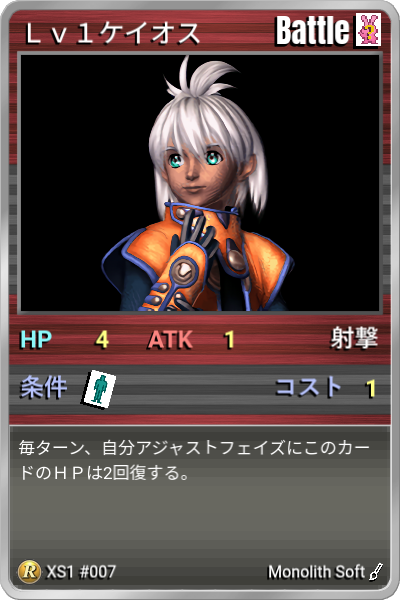 Ｌｖ１ケイオス Battle
HP 4 ATK 1 射撃
条件 コスト 1
毎ターン、自分アジャストフェイズにこのカー
ドのＨＰは2回復する。
R XS1 #007 Monolith Soft